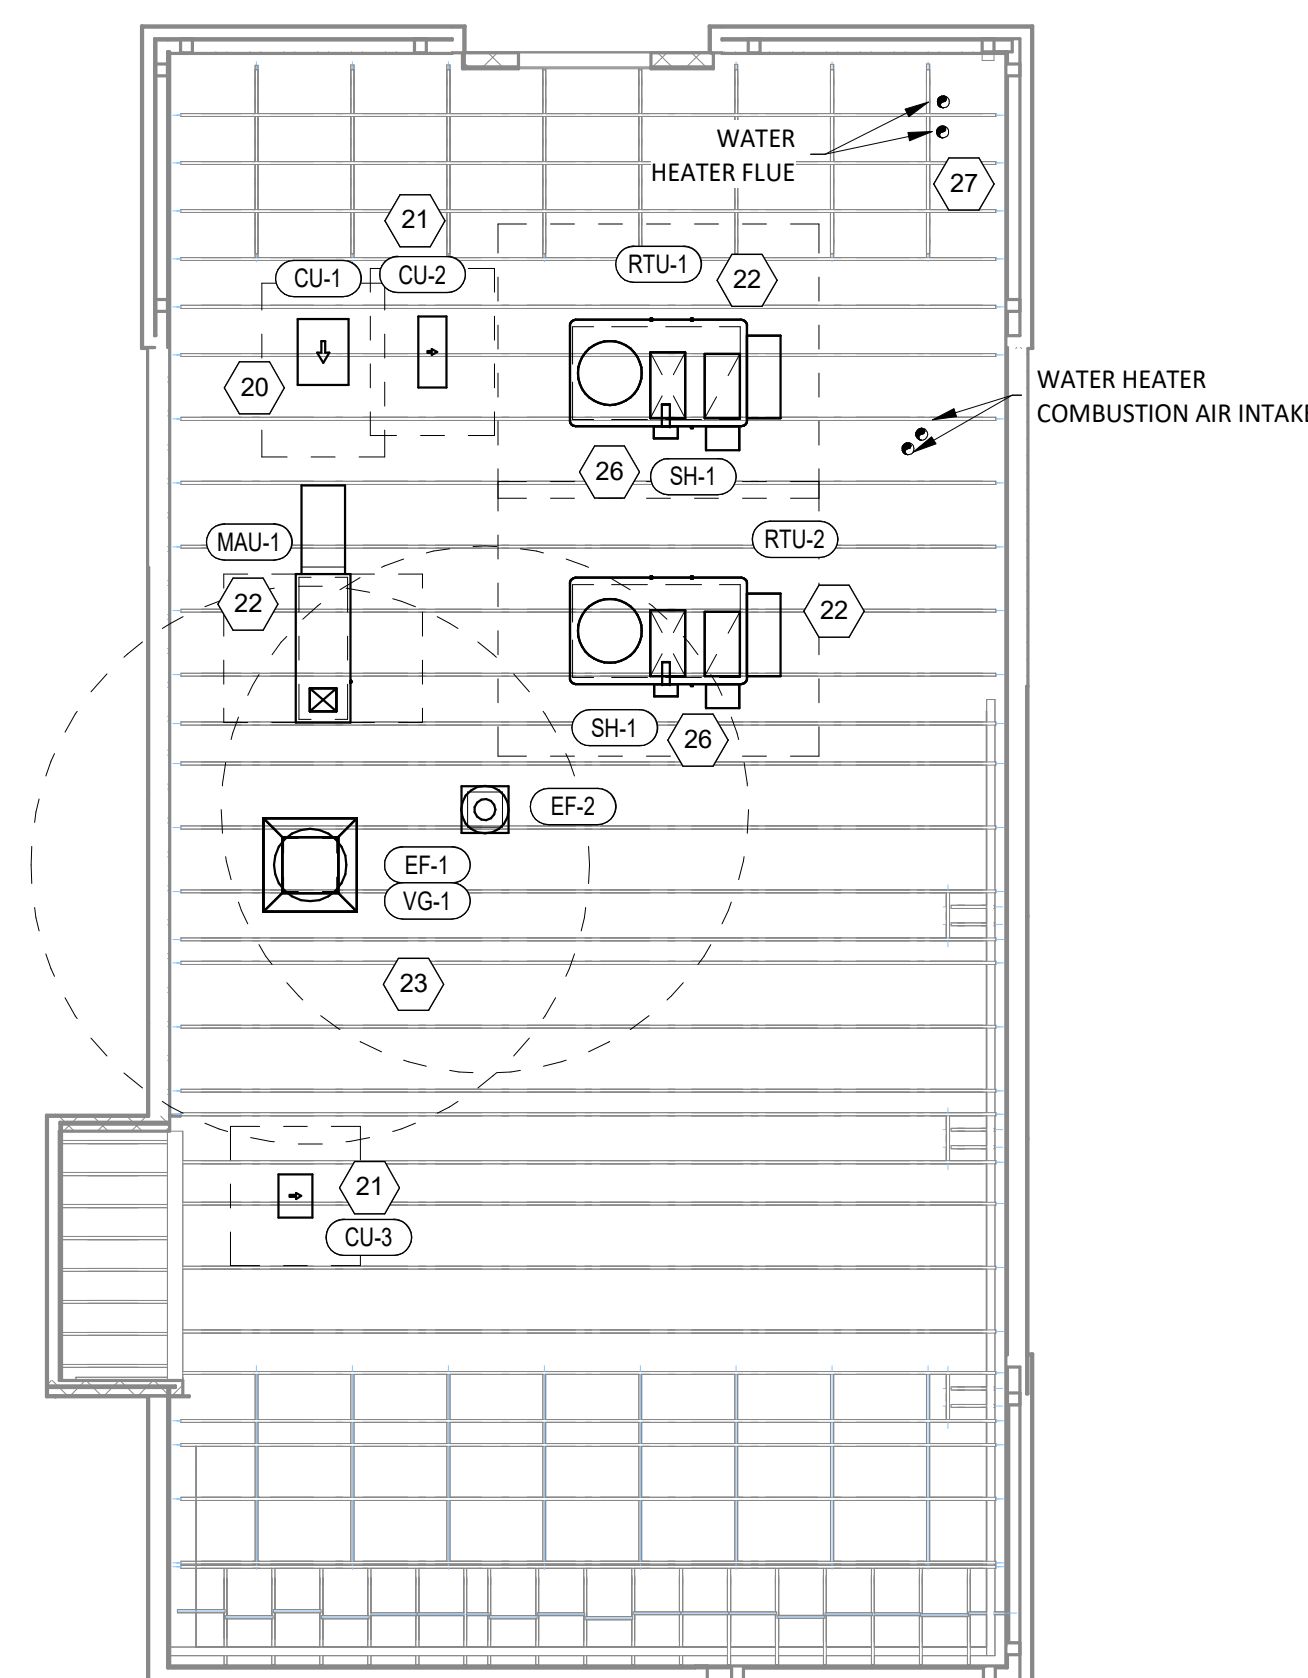 WATER
HEATER FLUE
27
21
CU-1
CU-2
RTU-1
22
20
WATER HEATER
COMBUSTION AIR INTAKE
26
SH-1
MAU-1
RTU-2
22
22
SH-1
26
EF-2
EF-1
VG-1
23
21
CU-3